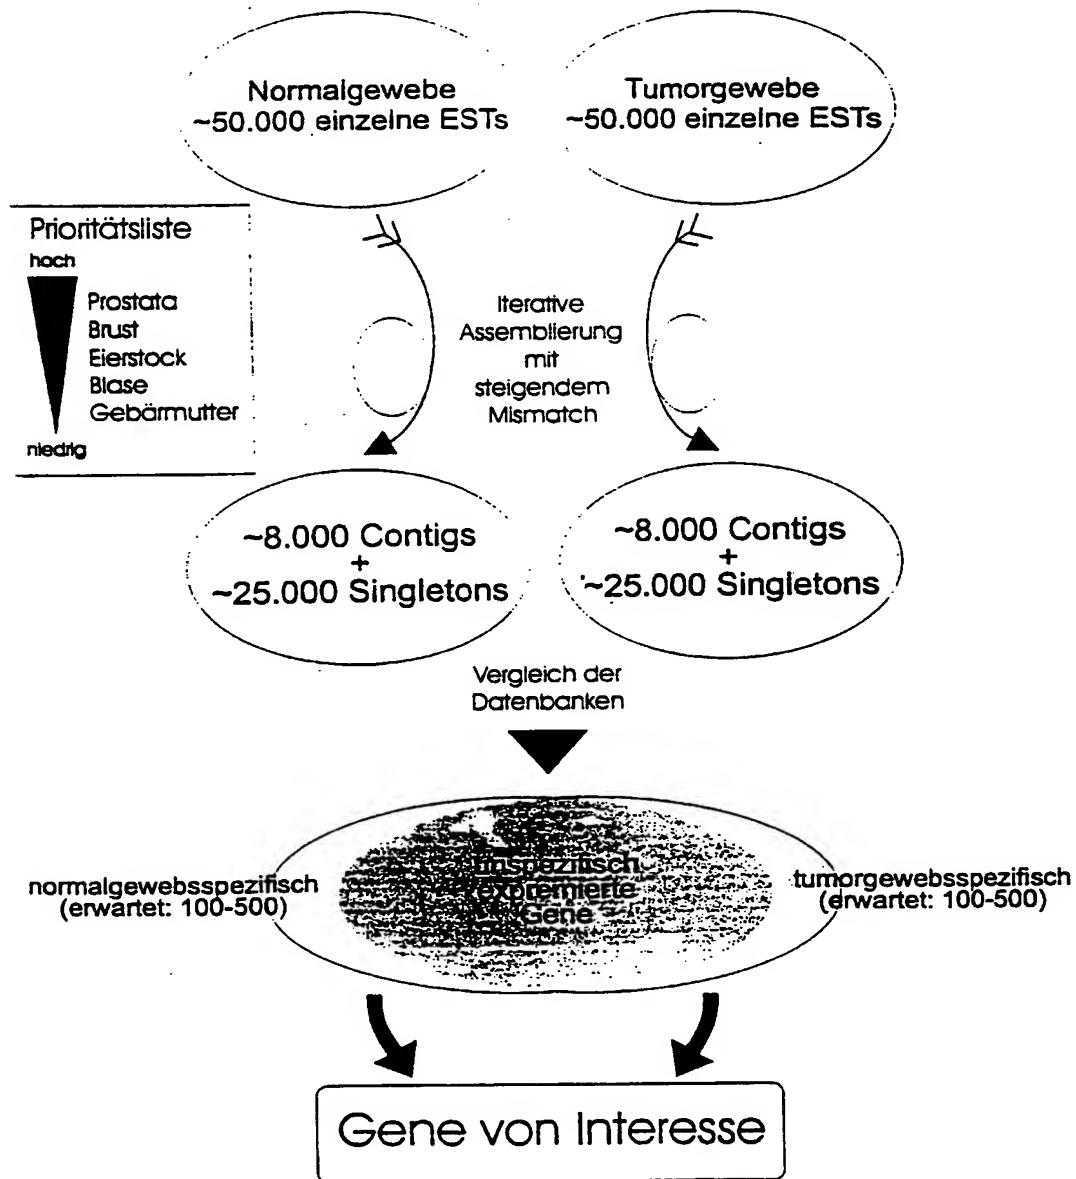 Normalgewebe
~50.000 einzelne ESTs
Tumorgewebe
~50.000 einzelne ESTs
Prioritätsliste
hoch
Prostata
Brust
Eierstock
Blase
Gebärmutter
niedrig
Iterative
Assemblierung
mit
steigendem
Mismatch
~8.000 Contigs
+
~25.000 Singletons
~8.000 Contigs
+
~25.000 Singletons
Vergleich der
Datenbanken
normalgewebsspezifisch
(erwartet: 100-500)
unspezifisch
expremierte
Gene
tumorgewebsspezifisch
(erwartet: 100-500)
Gene von Interesse